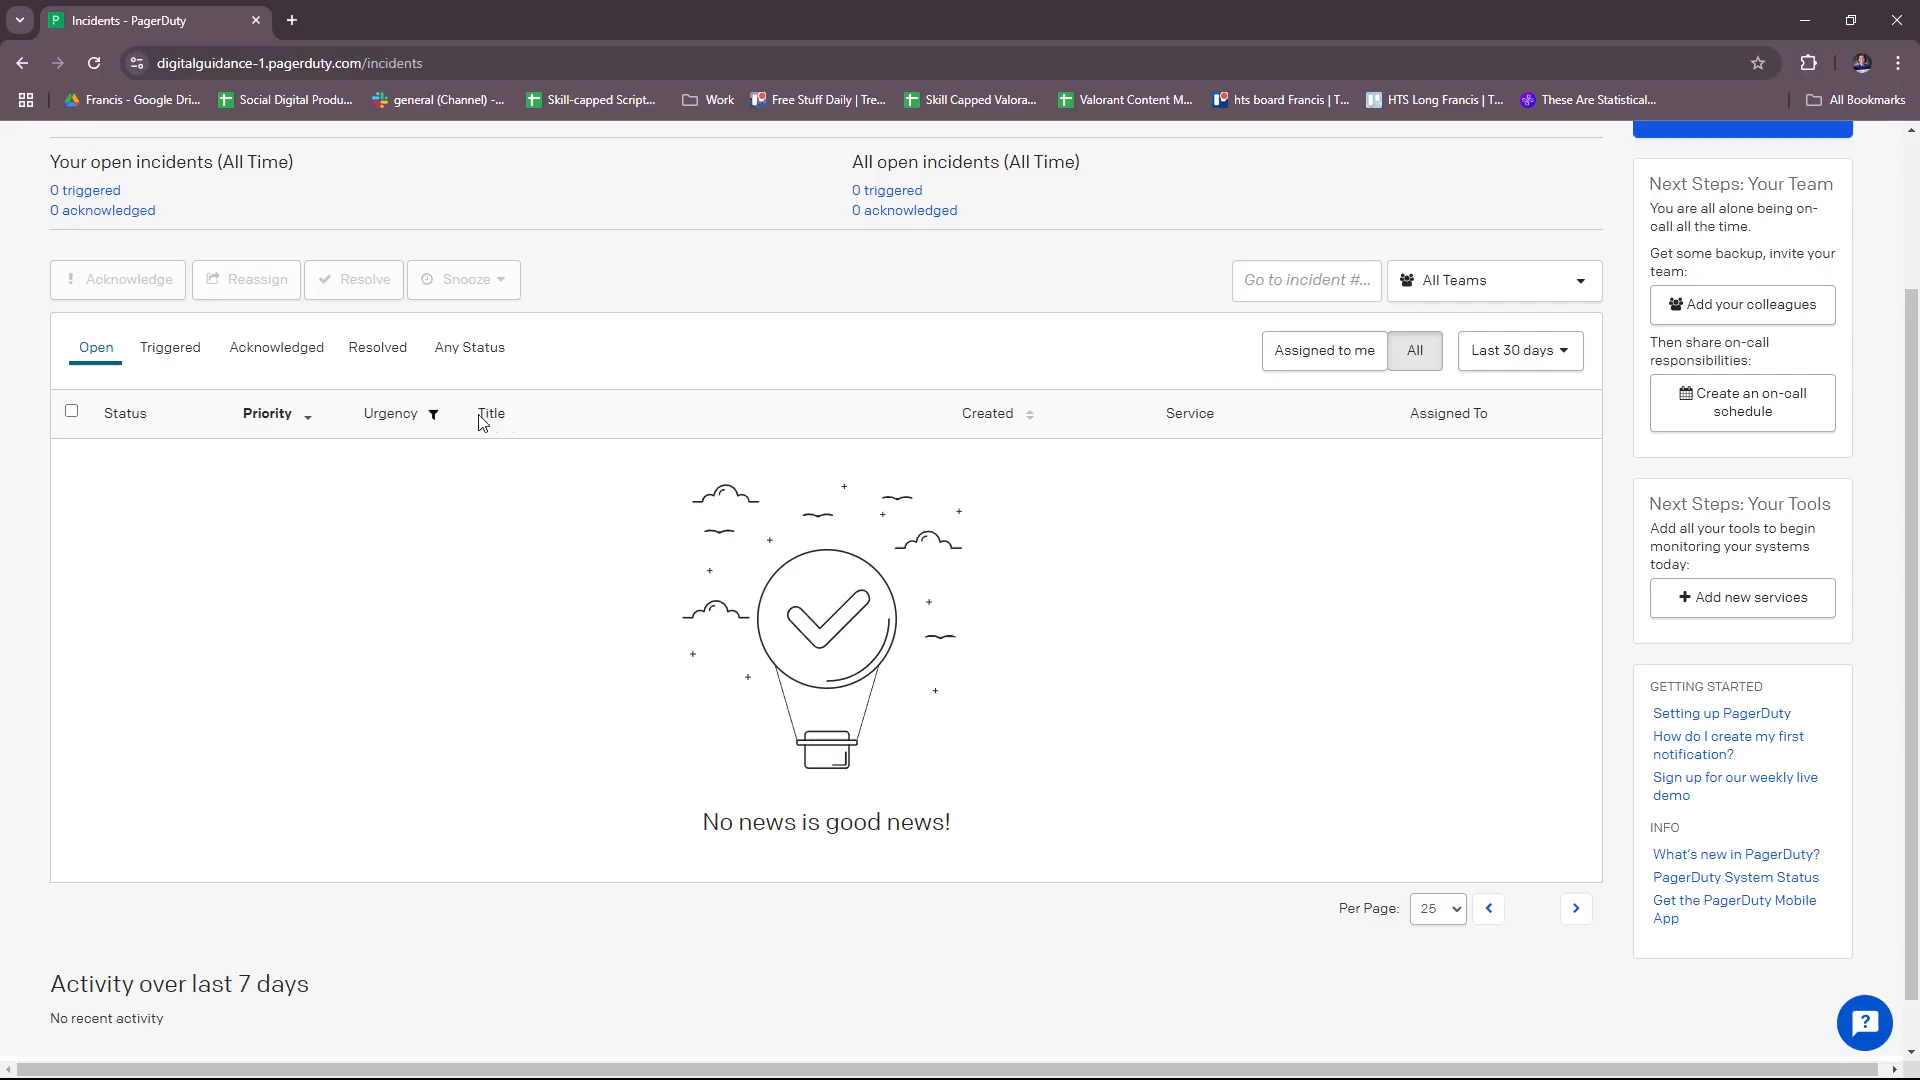 Incidents - PagerDuty
digitalguidance-1.pagerduty.com/incidents
Francis - Google Dri...
Social Digital Produ...
general (Channel) -...
Skill-capped Script...
Work
Free Stuff Daily | Tre...
Skill Capped Valora...
Valorant Content M...
hts board Francis | T...
HTS Long Francis | T...
These Are Statistical...
All Bookmarks
Your open incidents (All Time)
0 triggered
0 acknowledged
All open incidents (All Time)
0 triggered
0 acknowledged
Acknowledge
Reassign
Resolve
Snooze
Go to incident #...
All Teams
Open
Triggered
Acknowledged
Resolved
Any Status
Assigned to me
All
Last 30 days
Status
Priority
Urgency
Title
Created
Service
Assigned To
No news is good news!
Per Page:
25
Activity over last 7 days
No recent activity
Next Steps: Your Team
You are all alone being on-
call all the time.
Get some backup, invite your
team:
Add your colleagues
Then share on-call
responsibilities:
Create an on-call
schedule
Next Steps: Your Tools
Add all your tools to begin
monitoring your systems
today:
Add new services
GETTING STARTED
Setting up PagerDuty
How do I create my first
notification?
Sign up for our weekly live
demo
INFO
What's new in PagerDuty?
PagerDuty System Status
Get the PagerDuty Mobile
App